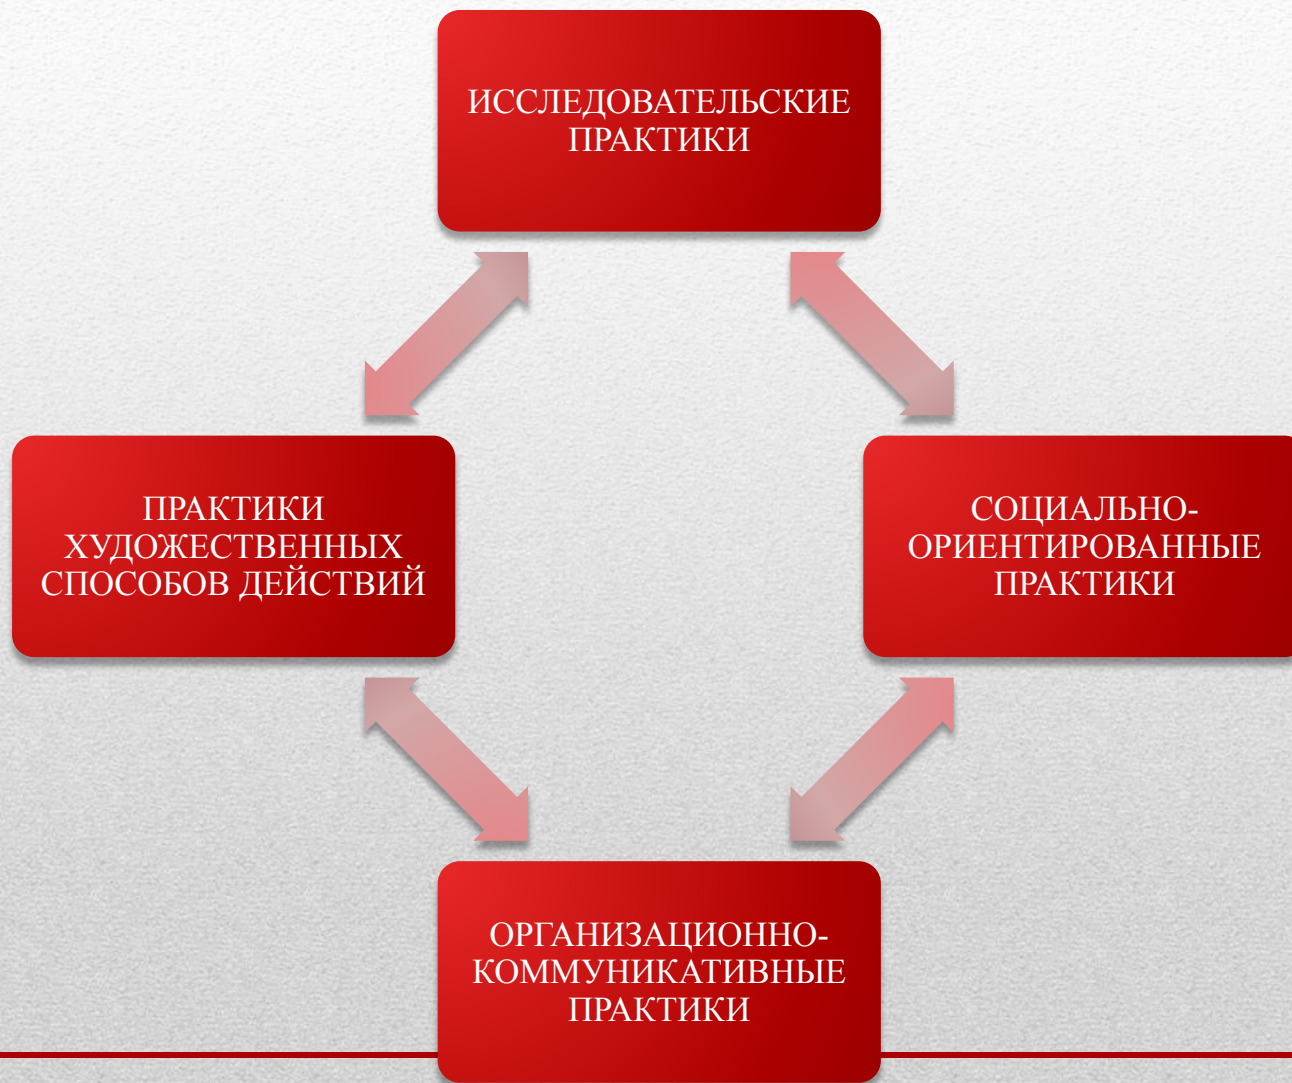 ИССЛЕДОВАТЕЛЬСКИЕ
ПРАКТИКИ
ПРАКТИКИ
ХУДОЖЕСТВЕННЫХ
СПОСОБОВ ДЕЙСТВИЙ
СОЦИАЛЬНО-
ОРИЕНТИРОВАННЫЕ
ПРАКТИКИ
ОРГАНИЗАЦИОННО-
КОММУНИКАТИВНЫЕ
ПРАКТИКИ